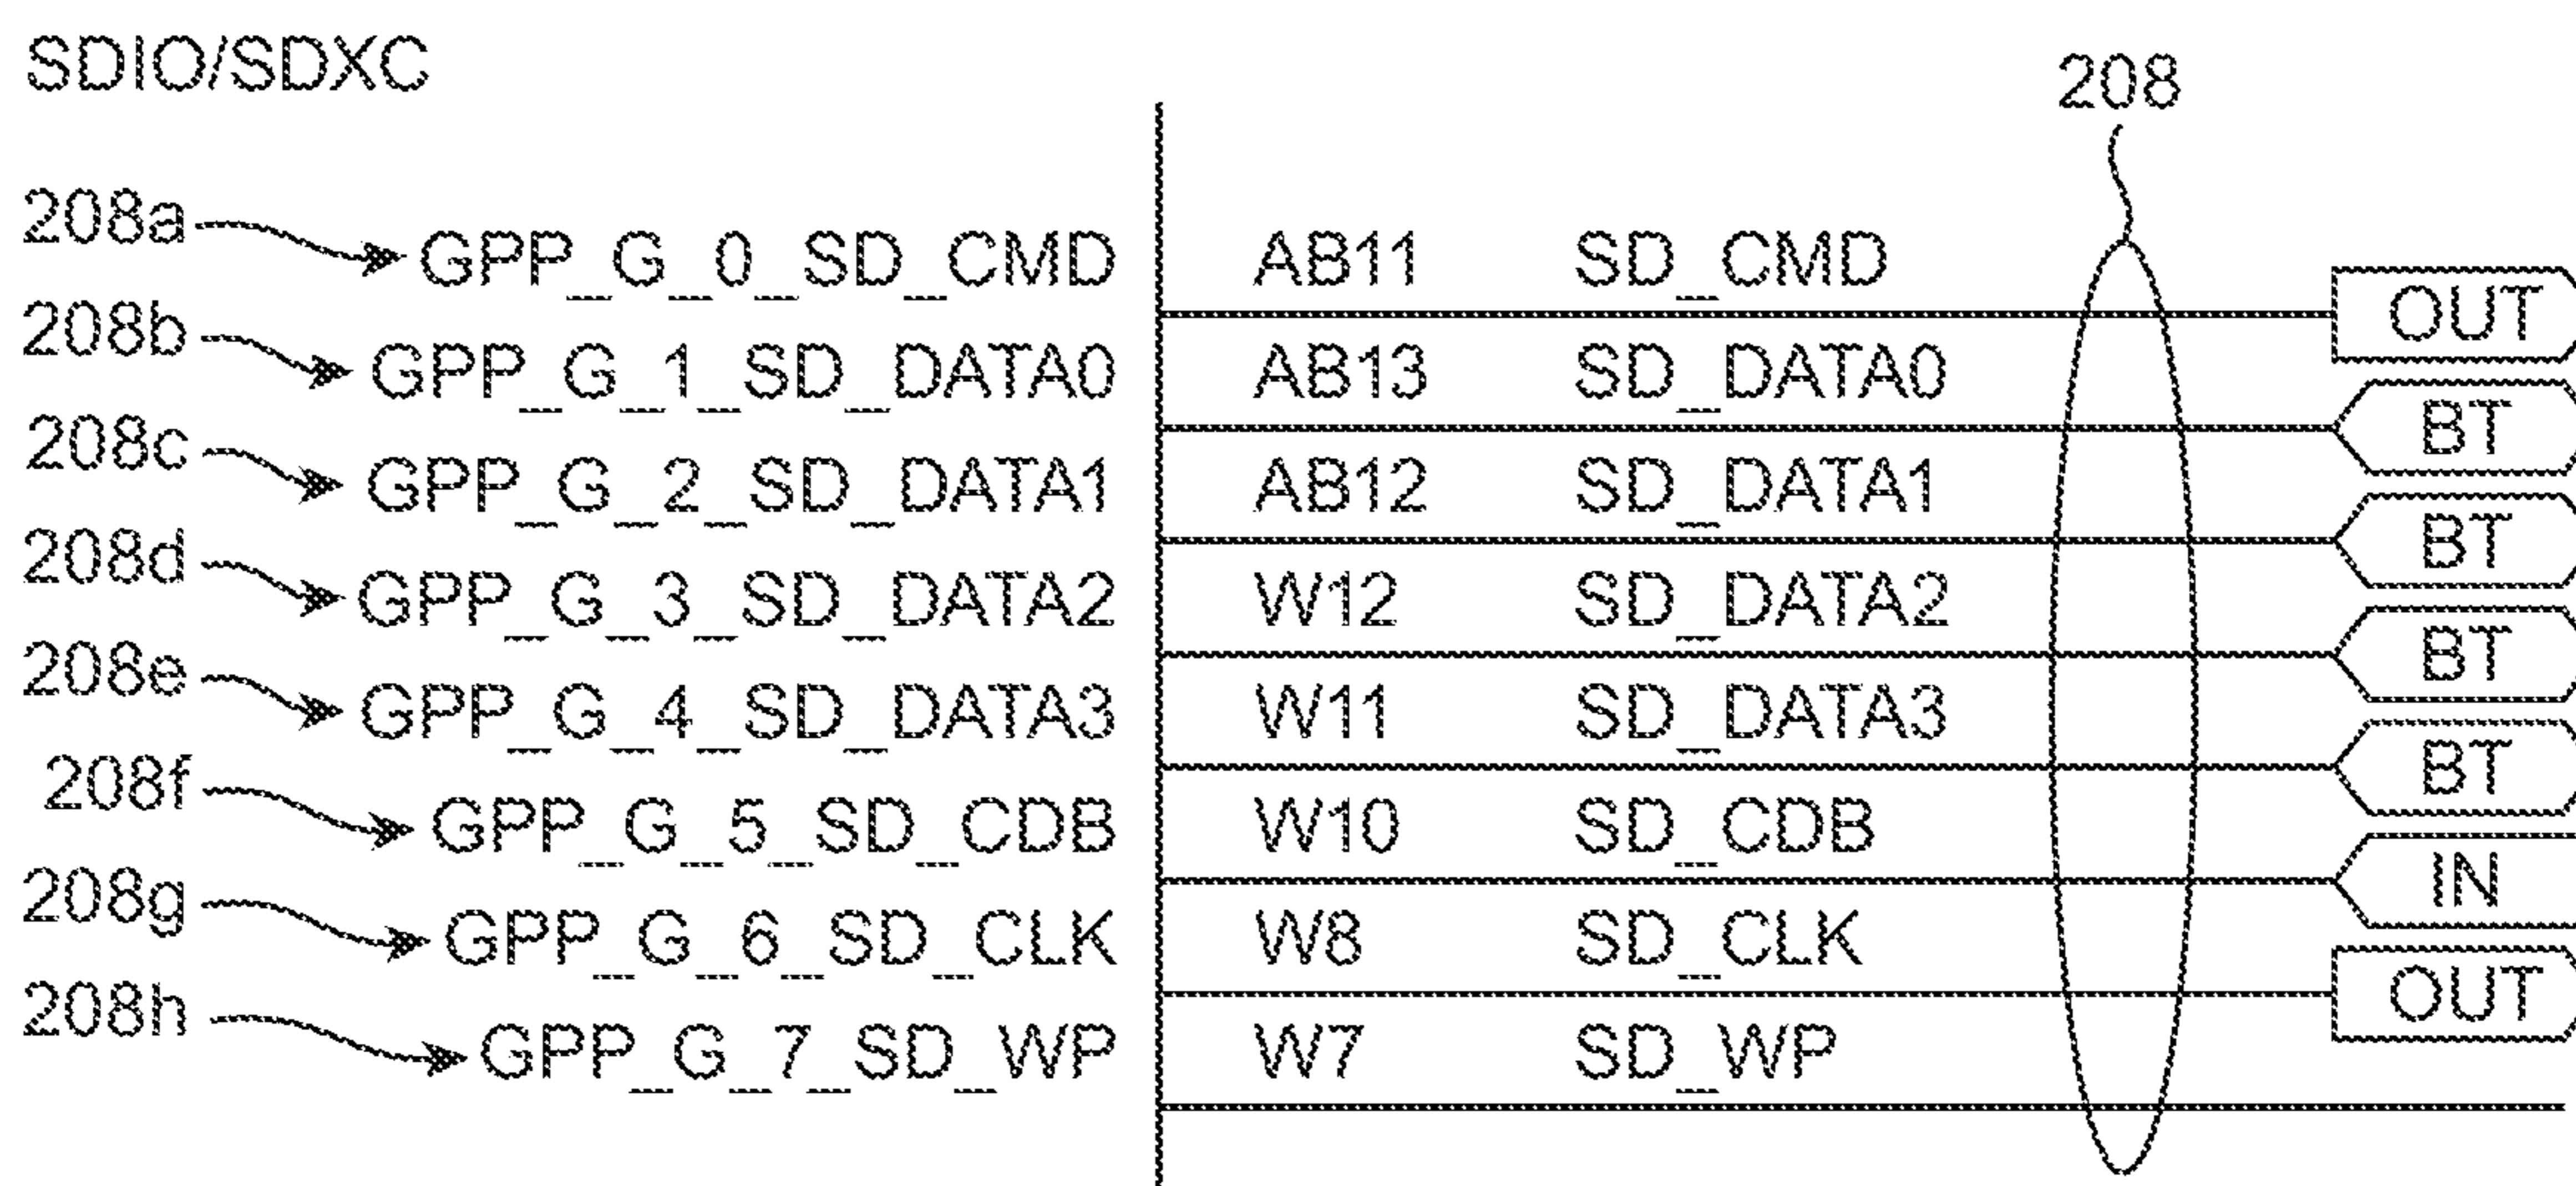 SDIO/SDXC
208
208a GPP_G_0_SD_CMD AB11 SD_CMD OUT
208b GPP_G_1_SD_DATA0 AB13 SD_DATA0 BT
208c GPP_G_2_SD_DATA1 AB12 SD_DATA1 BT
208d GPP_G_3_SD_DATA2 W12 SD_DATA2 BT
208e GPP_G_4_SD_DATA3 W11 SD_DATA3 BT
208f GPP_G_5_SD_CDB W10 SD_CDB IN
208g GPP_G_6_SD_CLK W8 SD_CLK OUT
208h GPP_G_7_SD_WP W7 SD_WP